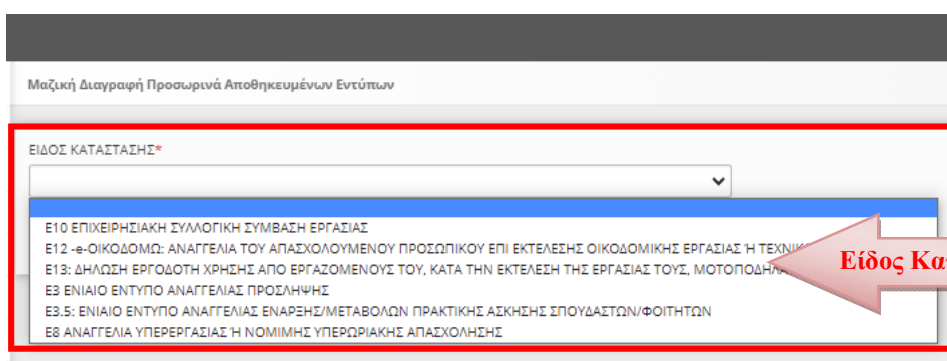 Μαζική Διαγραφή Προσωρινά Αποθηκευμένων Εντύπων
ΕΙΔΟΣ ΚΑΤΑΣΤΑΣΗΣ*
Ε10 ΕΠΙΧΕΙΡΗΣΙΑΚΗ ΣΥΛΛΟΓΙΚΗ ΣΥΜΒΑΣΗ ΕΡΓΑΣΙΑΣ
Ε12 -e-ΟΙΚΟΔΟΜΩ: ΑΝΑΓΓΕΛΙΑ ΤΟΥ ΑΠΑΣΧΟΛΟΥΜΕΝΟΥ ΠΡΟΣΩΠΙΚΟΥ ΕΠΙ ΕΚΤΕΛΕΣΗΣ ΟΙΚΟΔΟΜΙΚΗΣ ΕΡΓΑΣΙΑΣ Ή
Ε13: ΔΗΛΩΣΗ ΕΡΓΟΔΟΤΗ ΧΡΗΣΗΣ ΑΠΟ ΕΡΓΑΖΟΜΕΝΟΥΣ ΤΟΥ, ΚΑΤΑ ΤΗΝ ΕΚΤΕΛΕΣΗ ΤΗΣ ΕΡΓΑΣΙΑΣ ΤΟΥΣ,
Είδος
Ε3 ΕΝΙΑΙΟ ΕΝΤΥΠΟ ΑΝΑΓΓΕΛΙΑΣ ΠΡΟΣΛΗΨΗΣ
Ε3.5: ΕΝΙΑΙΟ ΕΝΤΥΠΟ ΑΝΑΓΓΕΛΙΑΣ ΕΝΑΡΞΗΣ/ΜΕΤΑΒΟΛΩΝ ΠΡΑΚΤΙΚΗΣ ΑΣΚΗΣΗΣ ΣΠΟΥΔΑΣΤΩΝ/ΦΟΙΤΗΤΩΝ
Ε8 ΑΝΑΓΓΕΛΙΑ ΥΠΕΡΕΡΓΑΣΙΑΣ Ή ΝΟΜΙΜΗΣ ΥΠΕΡΩΡΙΑΚΗΣ ΑΠΑΣΧΟΛΗΣΗΣ